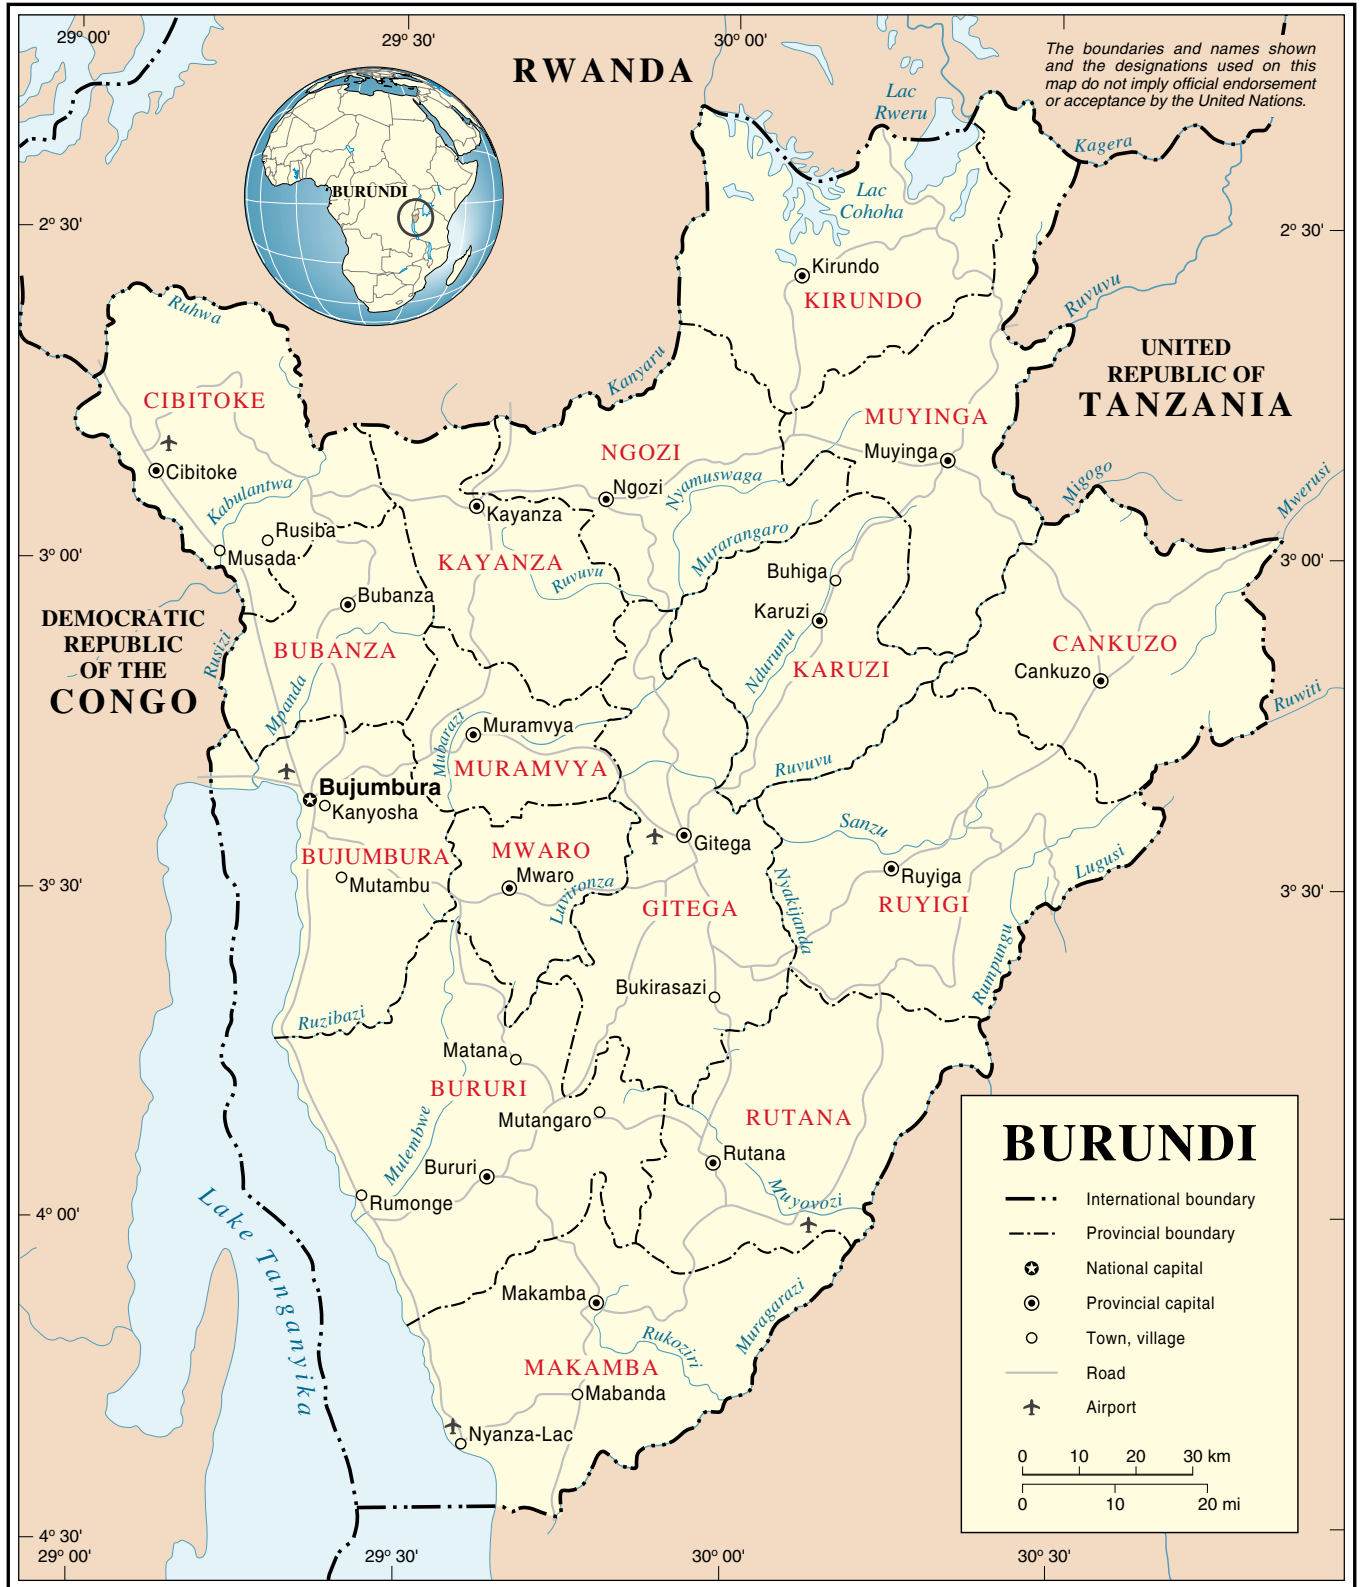 29° 00'
29° 30'
30° 00'
RWANDA
The boundaries and names shown
and the designations used on this
map do not imply official endorsement
or acceptance by the United Nations.
Lac
Rweru
Kagera
BURUNDI
Lac
Cohoha
2° 30'
2° 30'
Kirundo
KIRUNDO
Ruvuvu
Ruhwa
Kanyaru
UNITED
REPUBLIC OF
TANZANIA
CIBITOKE
MUYINGA
Muyinga
NGOZI
Cibitoke
Ngozi
Nyamuswaga
Migogo
Mwerusi
Kabulantwa
Kayanza
Rusiba
Musada
Murarangaro
3° 00'
3° 00'
KAYANZA
Ruvuvu
Buhiga
Bubanza
Karuzi
DEMOCRATIC
REPUBLIC
OF THE
CONGO
Rusizi
BUBANZA
Ndurumu
KARUZI
CANKUZO
Cankuzo
Ruwiti
Mpanda
Mubarazi
Muramvya
MURAMVYA
Ruvuvu
Bujumbura
Kanyosha
Sanzu
Gitega
BUJUMBURA
MWARO
Mwaro
Mutambu
Luvironza
Lugusi
Ruyiga
3° 30'
3° 30'
GITEGA
RUYIGI
Nyakijanda
Rumpungu
Bukirasazi
Ruzibazi
Matana
BURURI
Mutangaro
RUTANA
Mulembwe
Bururi
Rutana
Rumonge
Muyovozi
4° 00'
Lake Tanganyika
Makamba
Muragarazi
Rukoziri
MAKAMBA
Mabanda
Nyanza-Lac
BURUNDI
International boundary
Provincial boundary
National capital
Provincial capital
Town, village
Road
Airport
0 10 20 30 km
0 10 20 mi
4° 30'
29° 00'
29° 30'
30° 00'
30° 30'